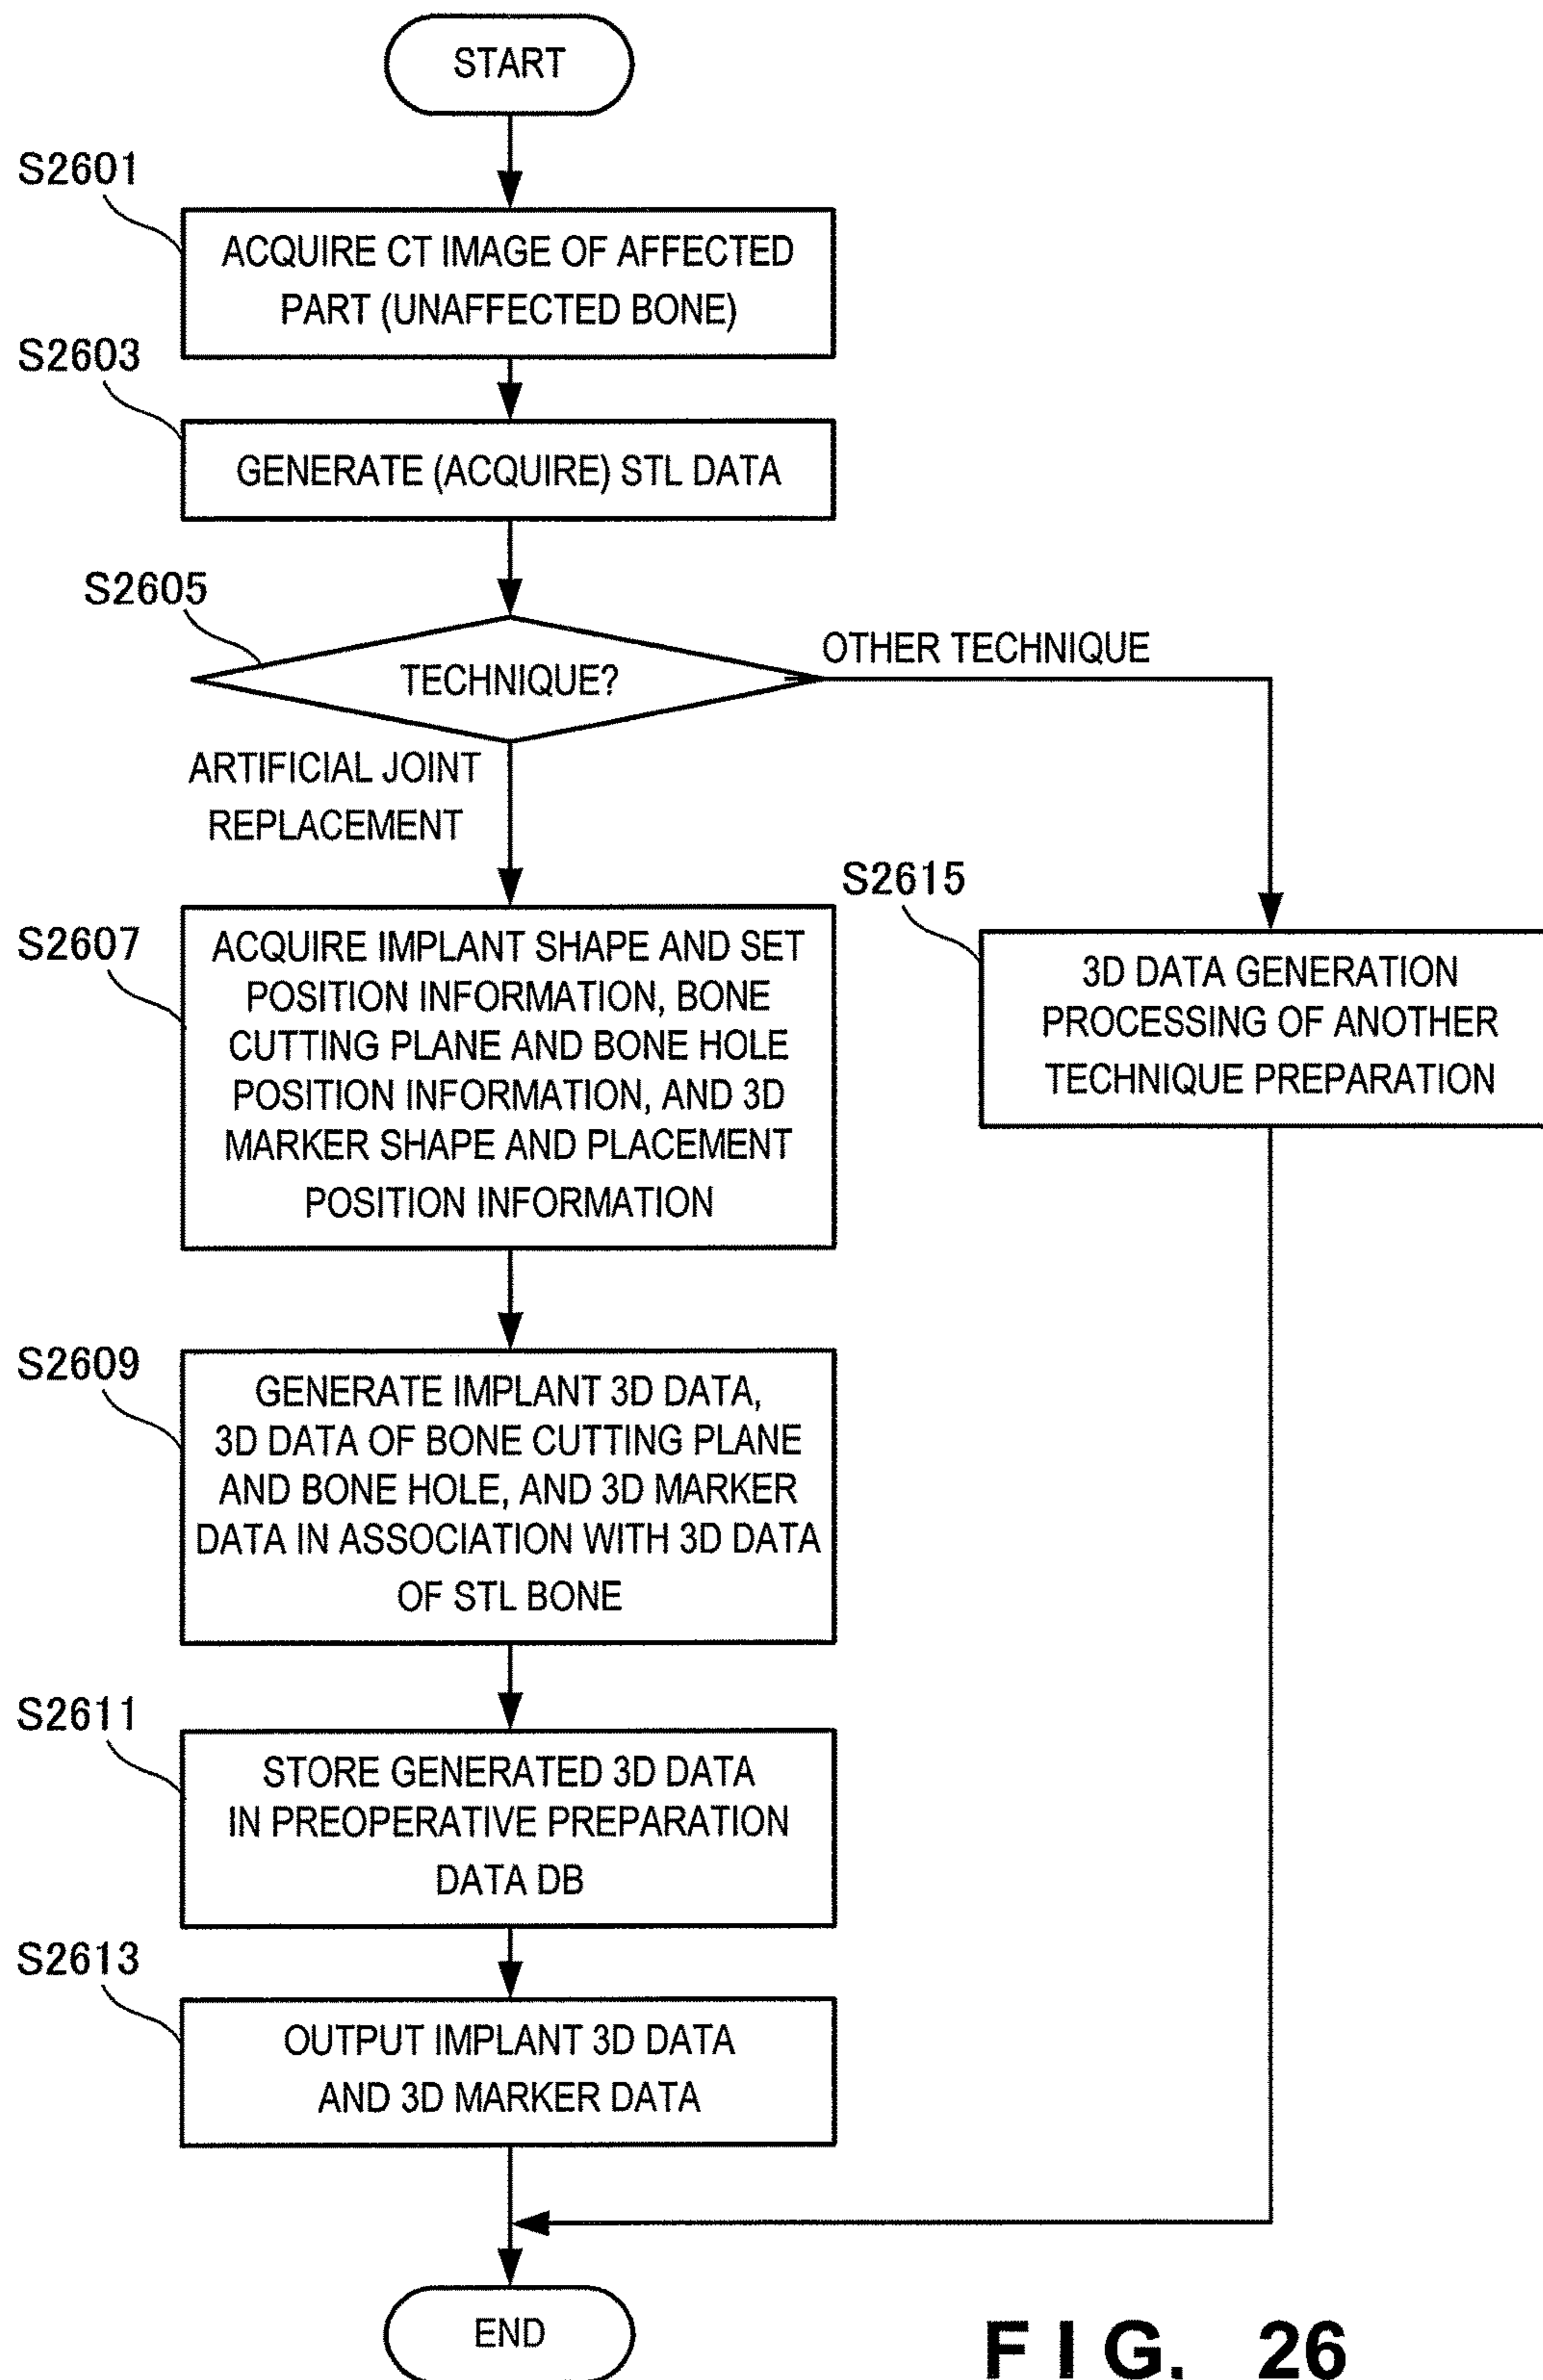 START
S2601
ACQUIRE CT IMAGE OF AFFECTED
PART (UNAFFECTED BONE)
S2603
GENERATE (ACQUIRE) STL DATA
S2605
TECHNIQUE?
OTHER TECHNIQUE
ARTIFICIAL JOINT
REPLACEMENT
S2607
ACQUIRE IMPLANT SHAPE AND SET
POSITION INFORMATION, BONE
CUTTING PLANE AND BONE HOLE
POSITION INFORMATION, AND 3D
MARKER SHAPE AND PLACEMENT
POSITION INFORMATION
S2615
3D DATA GENERATION
PROCESSING OF ANOTHER
TECHNIQUE PREPARATION
S2609
GENERATE IMPLANT 3D DATA,
3D DATA OF BONE CUTTING PLANE
AND BONE HOLE, AND 3D MARKER
DATA IN ASSOCIATION WITH 3D DATA
OF STL BONE
S2611
STORE GENERATED 3D DATA
IN PREOPERATIVE PREPARATION
DATA DB
S2613
OUTPUT IMPLANT 3D DATA
AND 3D MARKER DATA
END
FIG. 26